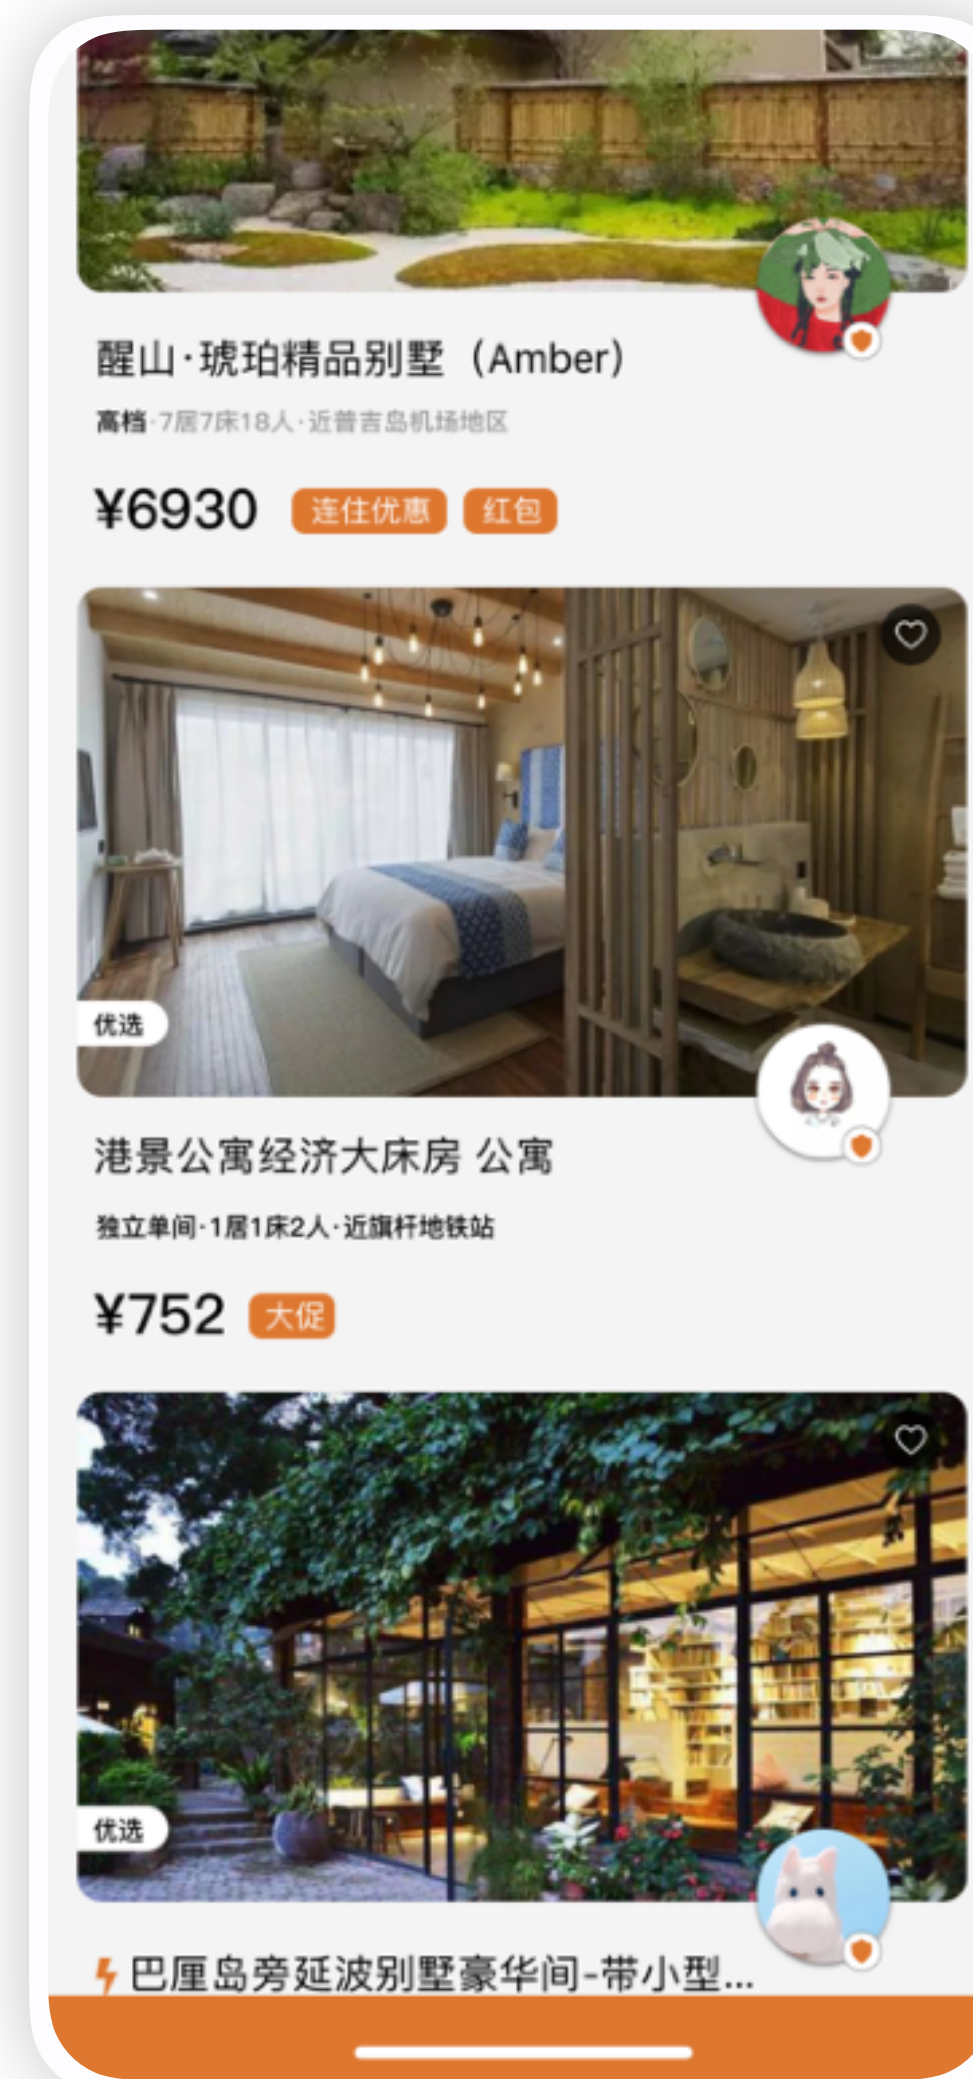 醒山·琥珀精品别墅（Amber）
高档·7居7床18人·近普吉岛机场地区
¥6930 连住优惠 红包
优选
港景公寓经济大床房 公寓
独立单间·1居1床2人·近旗杆地铁站
¥752 大促
优选
巴厘岛旁延波别墅豪华间-带小型...